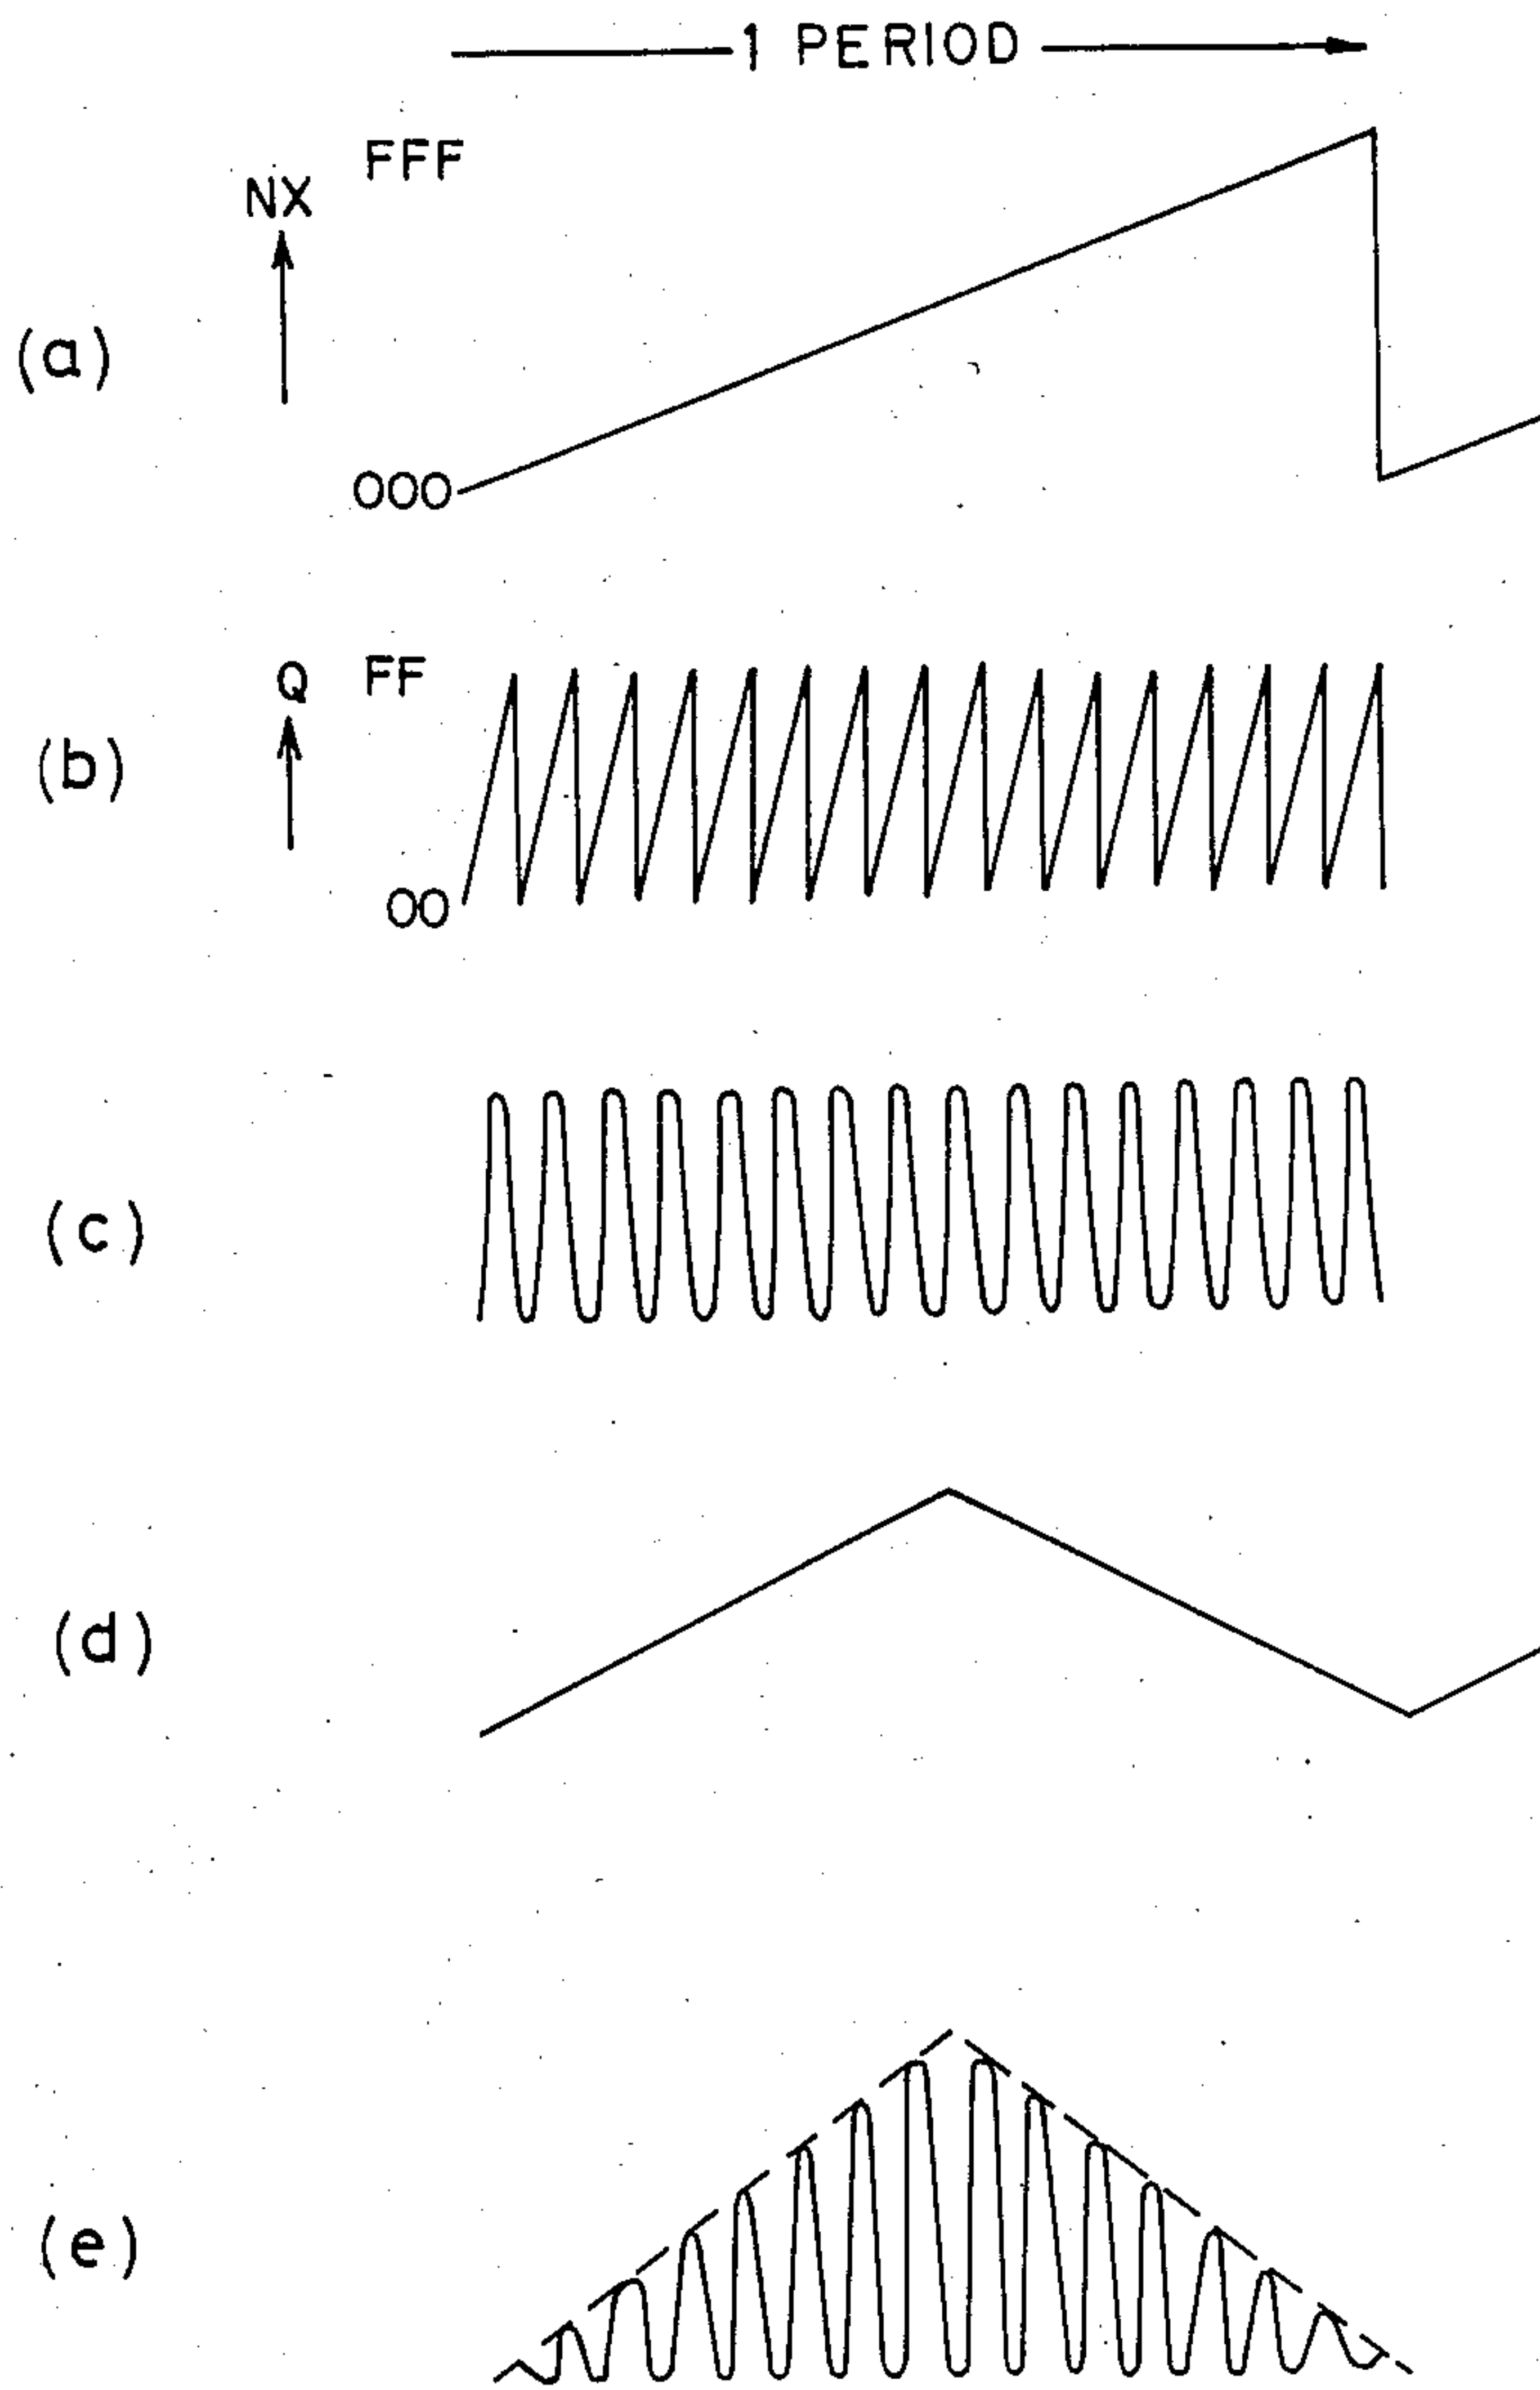 1 PERIOD
FFF
NX
(a)
000
Q FF
(b)
00
(c)
(d)
(e)